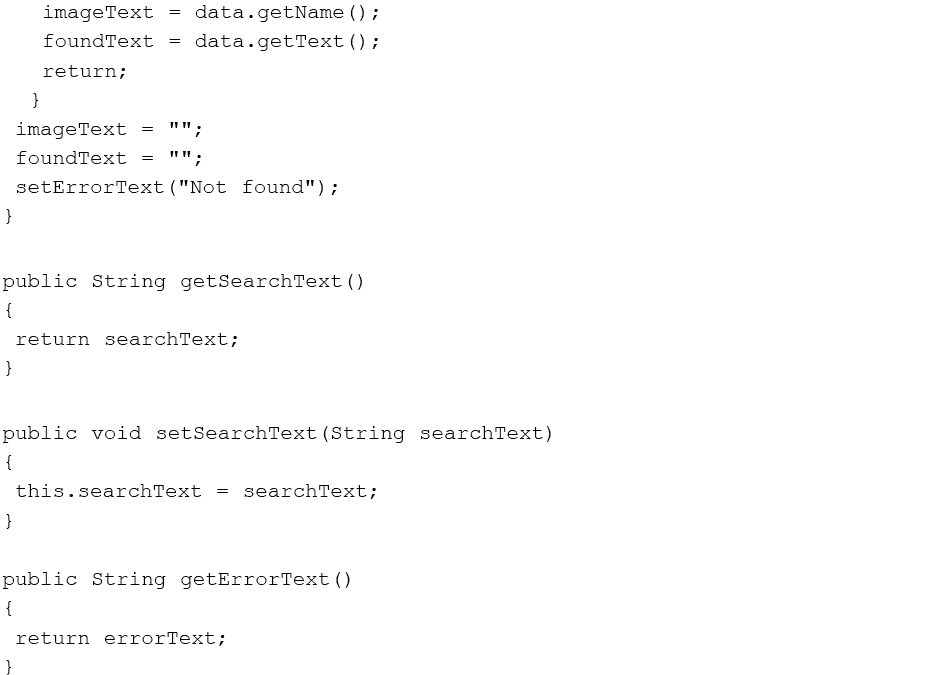 imageText = data.getName();
foundText = data.getText();
return;
}
imageText = "";
foundText = "";
setErrorText("Not found");
}
public String getSearchText()
{
return searchText;
}
public void setSearchText(String searchText)
{
this.searchText = searchText;
}
public String getErrorText()
{
return errorText;
}